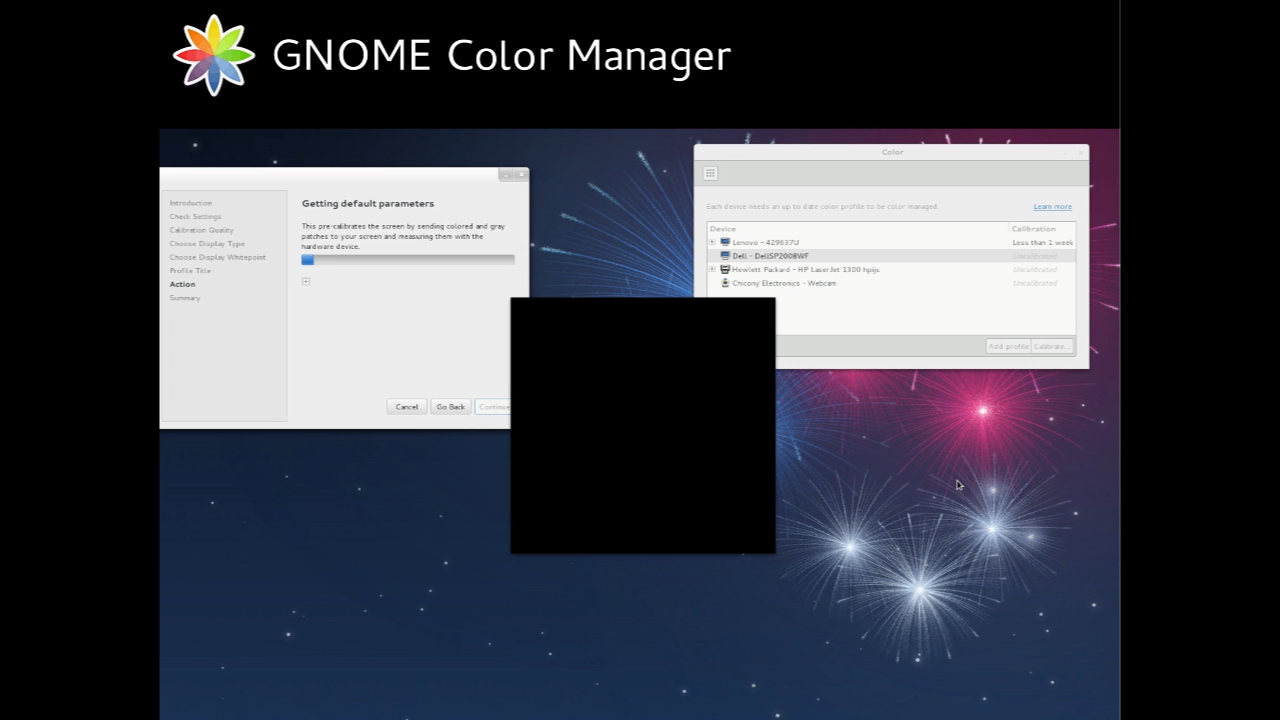 GNOME Color Manager
Introduction
Check Settings
Calibration Quality
Choose Display Type
Choose Display Whitepoint
Profile Title
Action
Summary
Getting default parameters
This pre-calibrates the screen by sending colored and gray
patches to your screen and measuring them with the
hardware device.
Cancel
Go Back
Continue
Color
Each device needs an up to date color profile to be color managed.
Learn more
Device
Calibration
Lenovo - 429637U
Less than 1 week
Dell - DellSP2008WF
Uncalibrated
Hewlett Packard - HP LaserJet 1300 hpijs
Uncalibrated
Chicony Electronics - Webcam
Uncalibrated
Add profile
Calibrate...